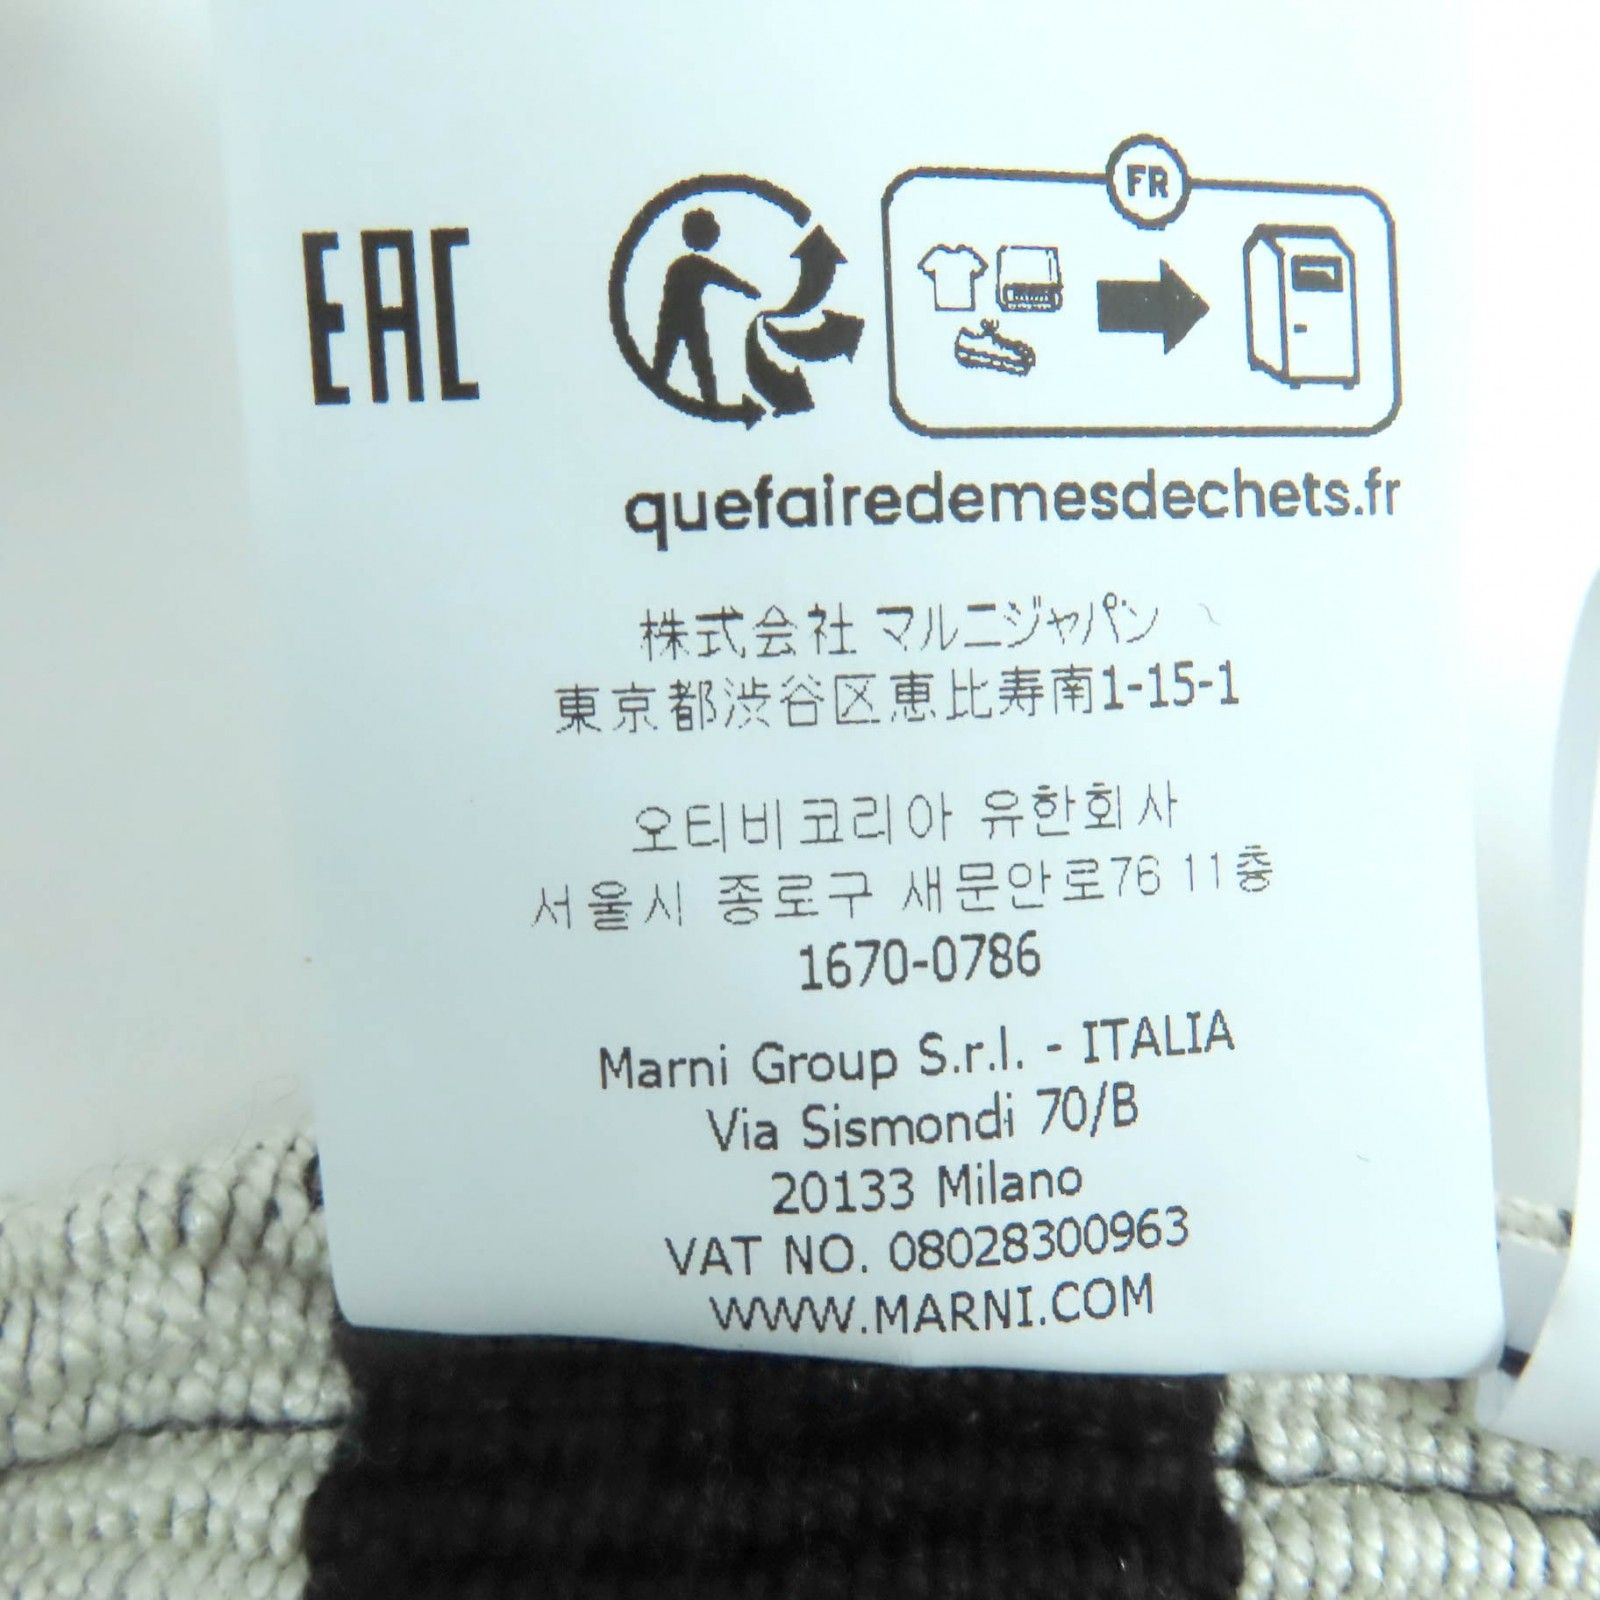 EAC
FR
quefairedemesdechets.fr
株式会社 マルニジャパン
東京都渋谷区恵比寿南1-15-1
오티비코리아 유한회사
서울시 종로구 새문안로76 11층
1670-0786
Marni Group S.r.l. - ITALIA
Via Sismondi 70/B
20133 Milano
VAT NO. 08028300963
WWW.MARNI.COM